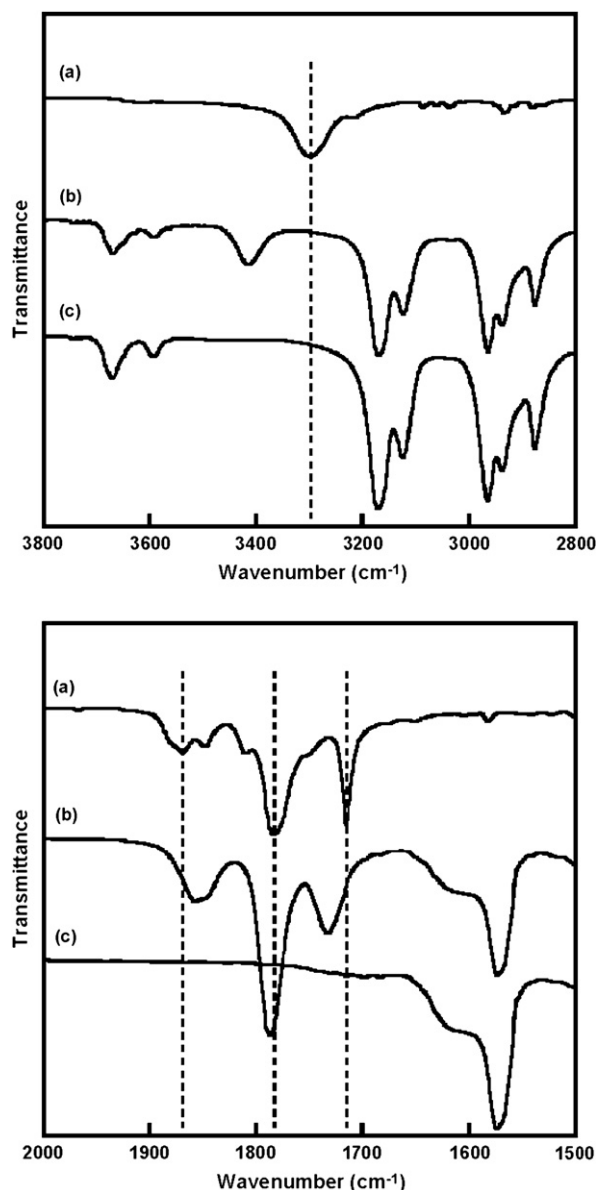 (a)
(b)
(c)
Transmittance
3800 3600 3400 3200 3000 2800
Wavenumber (cm-1)
(a)
(b)
(c)
Transmittance
2000 1900 1800 1700 1600 1500
Wavenumber (cm-1)